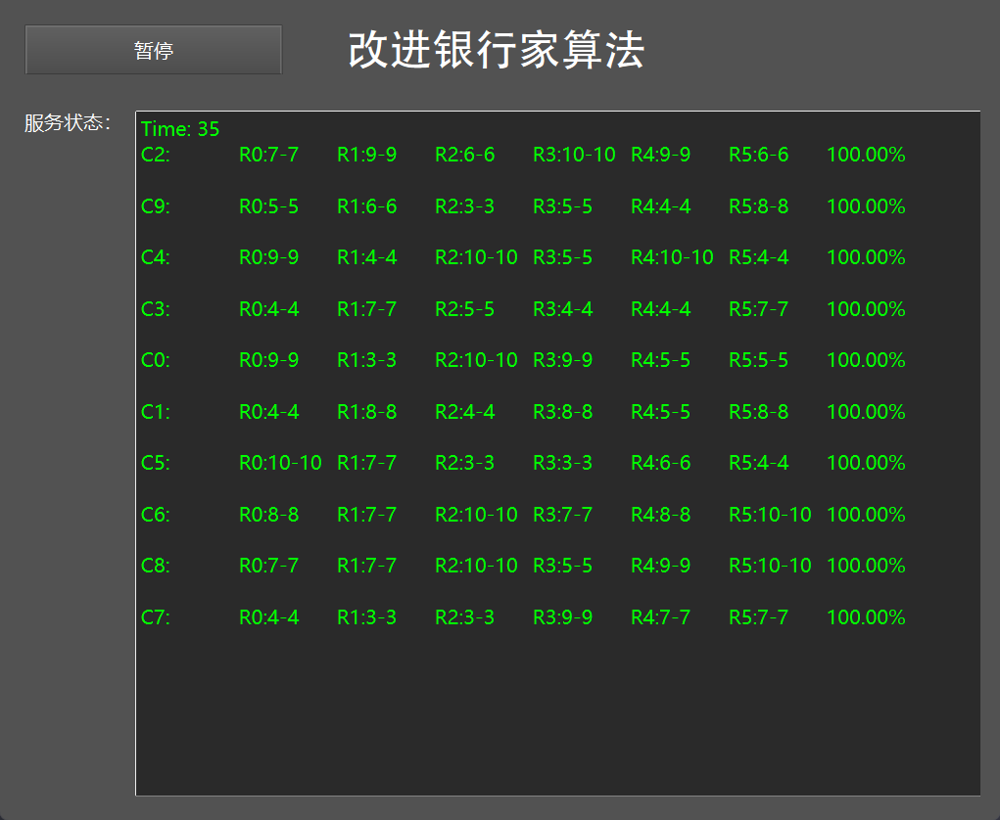 暂停
改进银行家算法
服务状态：
Time: 35
C2: R0:7-7 R1:9-9 R2:6-6 R3:10-10 R4:9-9 R5:6-6 100.00%
C9: R0:5-5 R1:6-6 R2:3-3 R3:5-5 R4:4-4 R5:8-8 100.00%
C4: R0:9-9 R1:4-4 R2:10-10 R3:5-5 R4:10-10 R5:4-4 100.00%
C3: R0:4-4 R1:7-7 R2:5-5 R3:4-4 R4:4-4 R5:7-7 100.00%
C0: R0:9-9 R1:3-3 R2:10-10 R3:9-9 R4:5-5 R5:5-5 100.00%
C1: R0:4-4 R1:8-8 R2:4-4 R3:8-8 R4:5-5 R5:8-8 100.00%
C5: R0:10-10 R1:7-7 R2:3-3 R3:3-3 R4:6-6 R5:4-4 100.00%
C6: R0:8-8 R1:7-7 R2:10-10 R3:7-7 R4:8-8 R5:10-10 100.00%
C8: R0:7-7 R1:7-7 R2:10-10 R3:5-5 R4:9-9 R5:10-10 100.00%
C7: R0:4-4 R1:3-3 R2:3-3 R3:9-9 R4:7-7 R5:7-7 100.00%